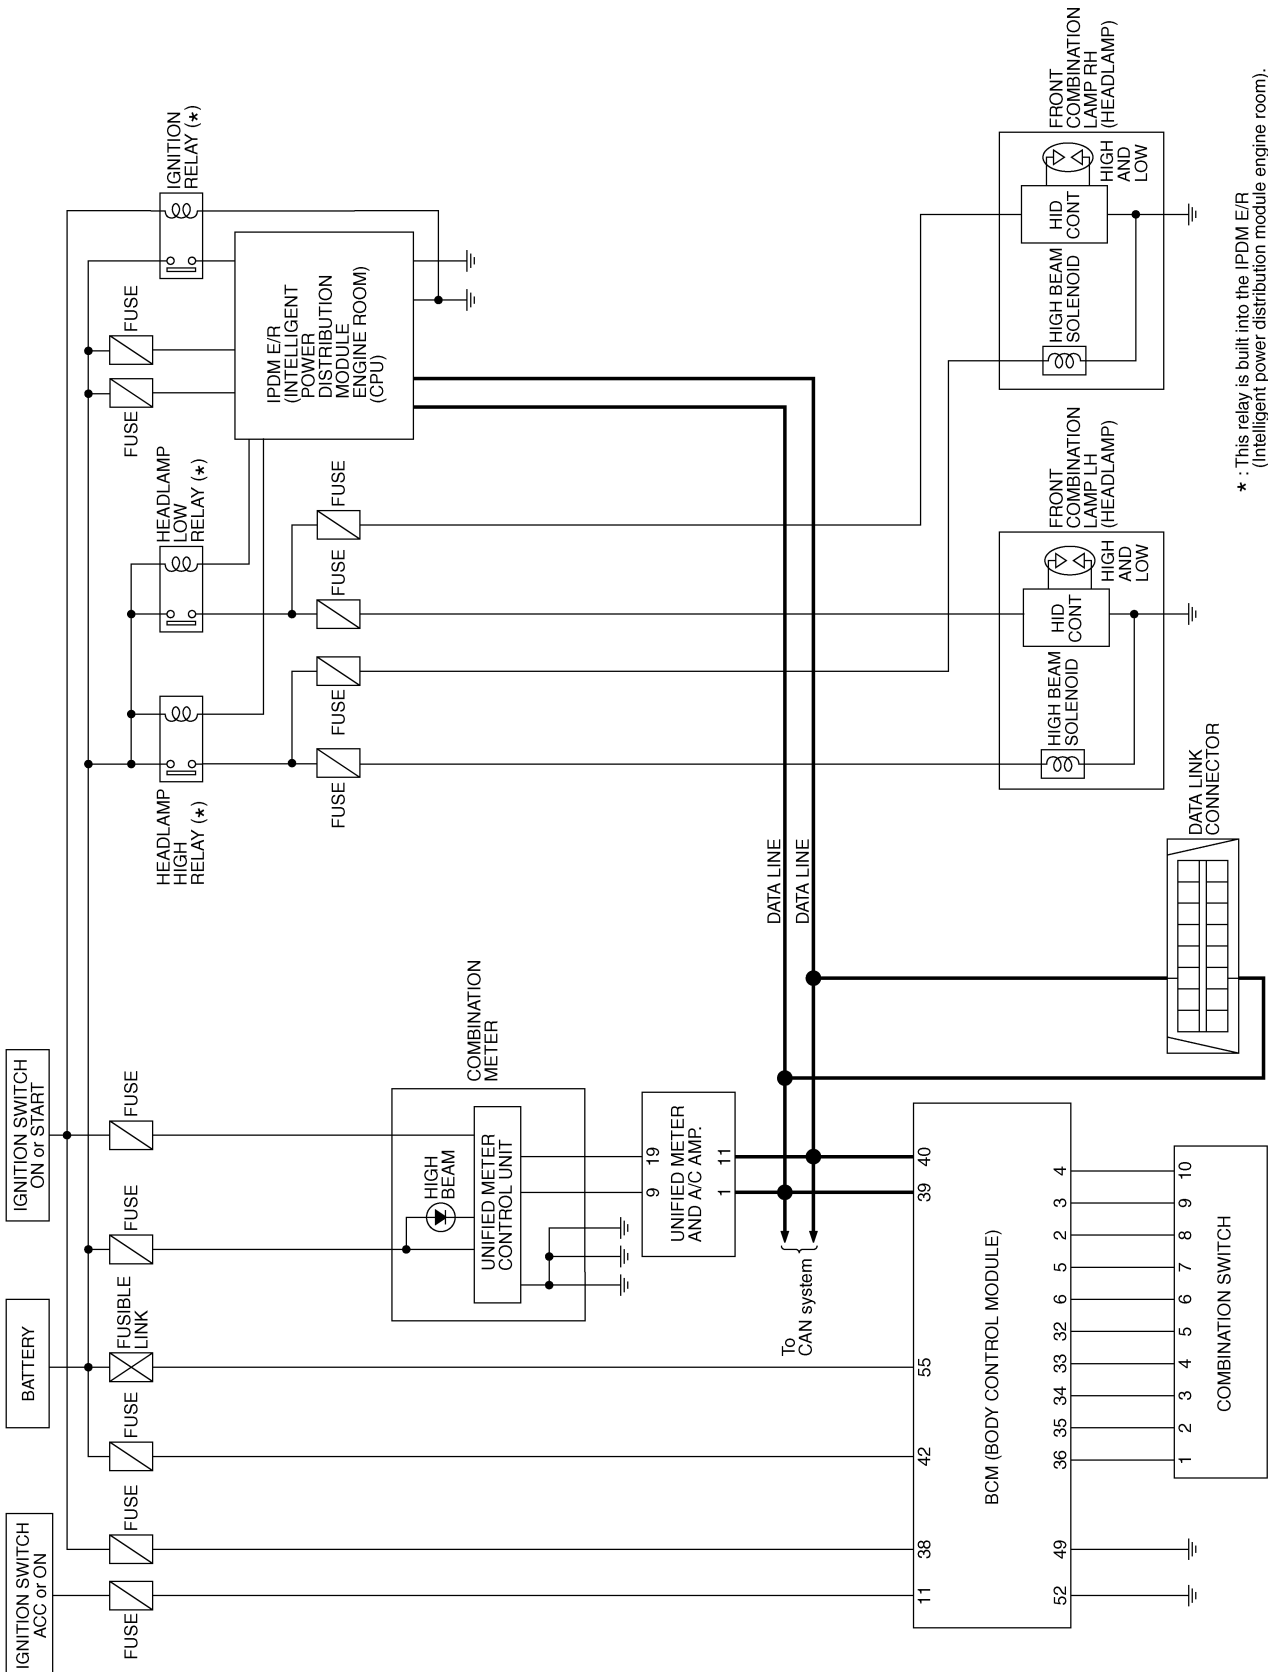 IGNITION SWITCH
ACC or ON
BATTERY
IGNITION SWITCH
ON or START
FUSE
FUSE
FUSE
FUSIBLE
LINK
FUSE
FUSE
HEADLAMP
HIGH
RELAY (*)
HEADLAMP
LOW
RELAY (*)
FUSE
FUSE
IGNITION
RELAY (*)
FUSE
FUSE
FUSE
FUSE
IPDM E/R
(INTELLIGENT
POWER
DISTRIBUTION
MODULE
ENGINE ROOM)
(CPU)
COMBINATION
METER
HIGH
BEAM
UNIFIED METER
CONTROL UNIT
9
19
UNIFIED METER
AND A/C AMP.
1
11
DATA LINE
DATA LINE
To
CAN system
11
38
42
55
39
40
BCM (BODY CONTROL MODULE)
52
49
36
35
34
33
32
6
5
2
3
4
1
2
3
4
5
6
7
8
9
10
COMBINATION SWITCH
DATA LINK
CONNECTOR
FRONT
COMBINATION
LAMP LH
(HEADLAMP)
HIGH BEAM
SOLENOID
HID
CONT
HIGH
AND
LOW
FRONT
COMBINATION
LAMP RH
(HEADLAMP)
HIGH BEAM
SOLENOID
HID
CONT
HIGH
AND
LOW
* : This relay is built into the IPDM E/R
(Intelligent power distribution module engine room).